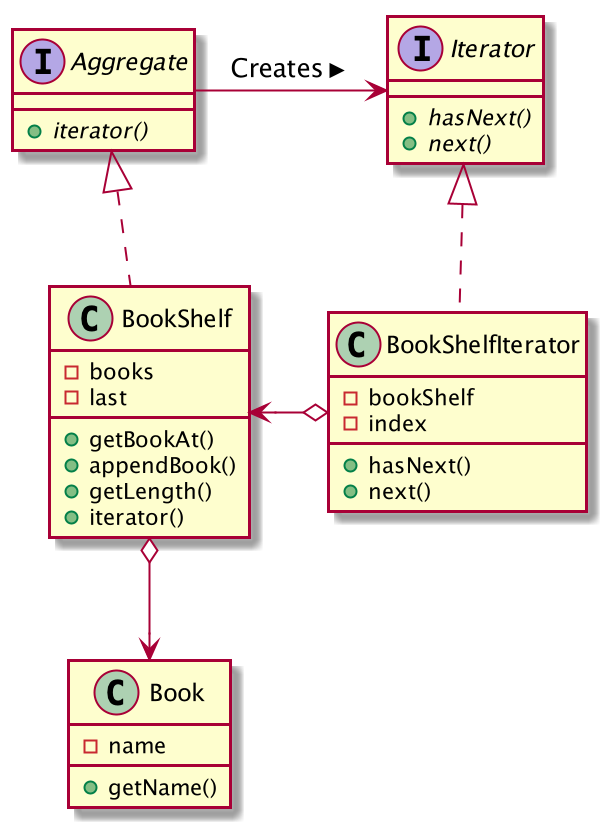 I Aggregate
iterator()
Creates ▶
I Iterator
hasNext()
next()
C BookShelf
books
last
getBookAt()
appendBook()
getLength()
iterator()
C BookShelfIterator
bookShelf
index
hasNext()
next()
C Book
name
getName()